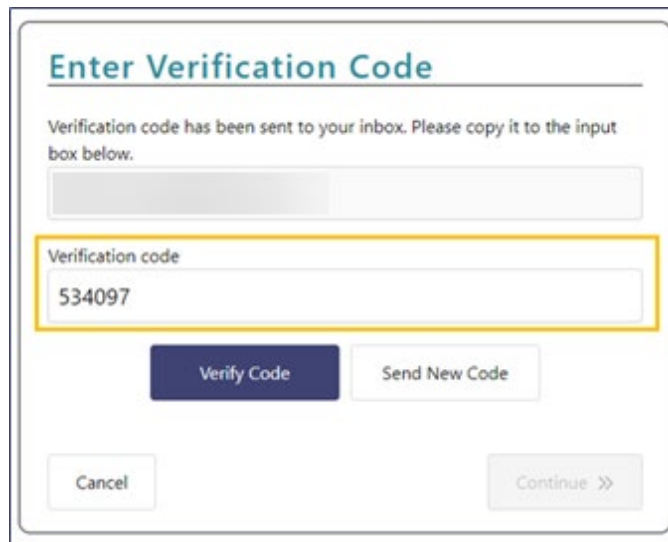 Enter Verification Code
Verification code has been sent to your inbox. Please copy it to the input
box below.
Verification code
534097
Verify Code
Send New Code
Cancel
Continue »